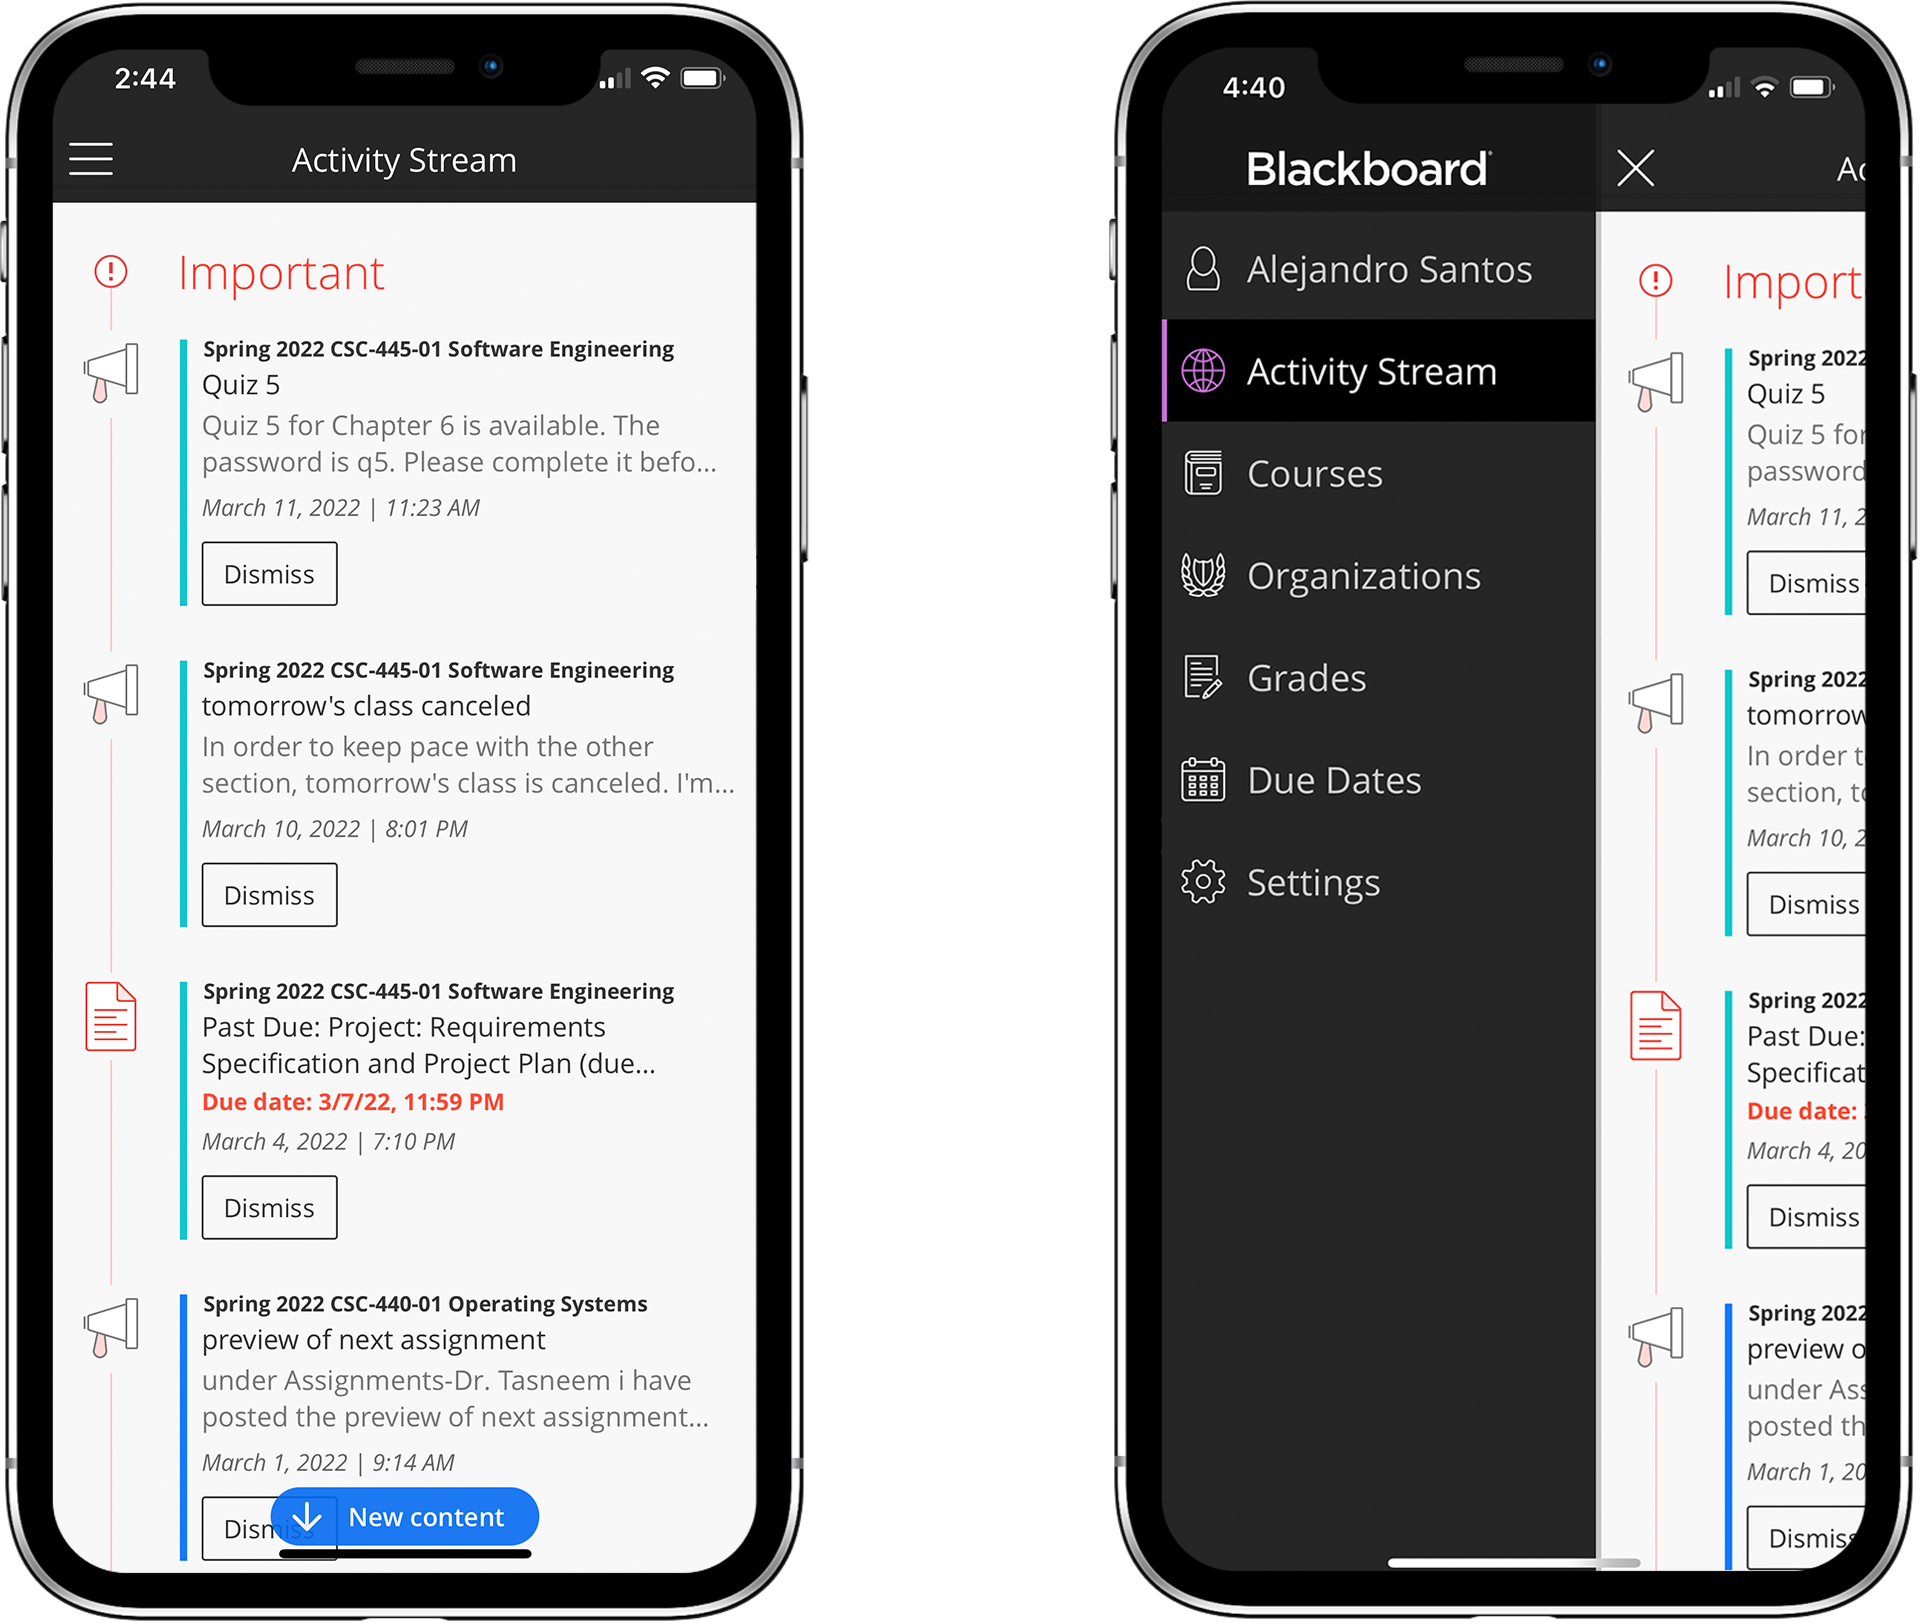 2:44
Activity Stream
Important
Spring 2022 CSC-445-01 Software Engineering
Quiz 5
Quiz 5 for Chapter 6 is available. The
password is q5. Please complete it befo...
March 11, 2022 | 11:23 AM
Dismiss
Spring 2022 CSC-445-01 Software Engineering
tomorrow's class canceled
In order to keep pace with the other
section, tomorrow's class is canceled. I'm...
March 10, 2022 | 8:01 PM
Dismiss
Spring 2022 CSC-445-01 Software Engineering
Past Due: Project: Requirements
Specification and Project Plan (due...
Due date: 3/7/22, 11:59 PM
March 4, 2022 | 7:10 PM
Dismiss
Spring 2022 CSC-440-01 Operating Systems
preview of next assignment
under Assignments-Dr. Tasneem i have
posted the preview of next assignment...
March 1, 2022 | 9:14 AM
Dismiss
New content
4:40
Blackboard
Alejandro Santos
Activity Stream
Courses
Organizations
Grades
Due Dates
Settings
Ac
Import
Spring 2022
Quiz 5
Quiz 5 for
password
March 11, 2
Dismiss
Spring 2022
tomorrow
In order t
section, to
March 10, 2
Dismiss
Spring 2022
Past Due:
Specificat
Due date:
March 4, 20
Dismiss
Spring 2022
preview o
under Ass
posted th
March 1, 20
Dismiss